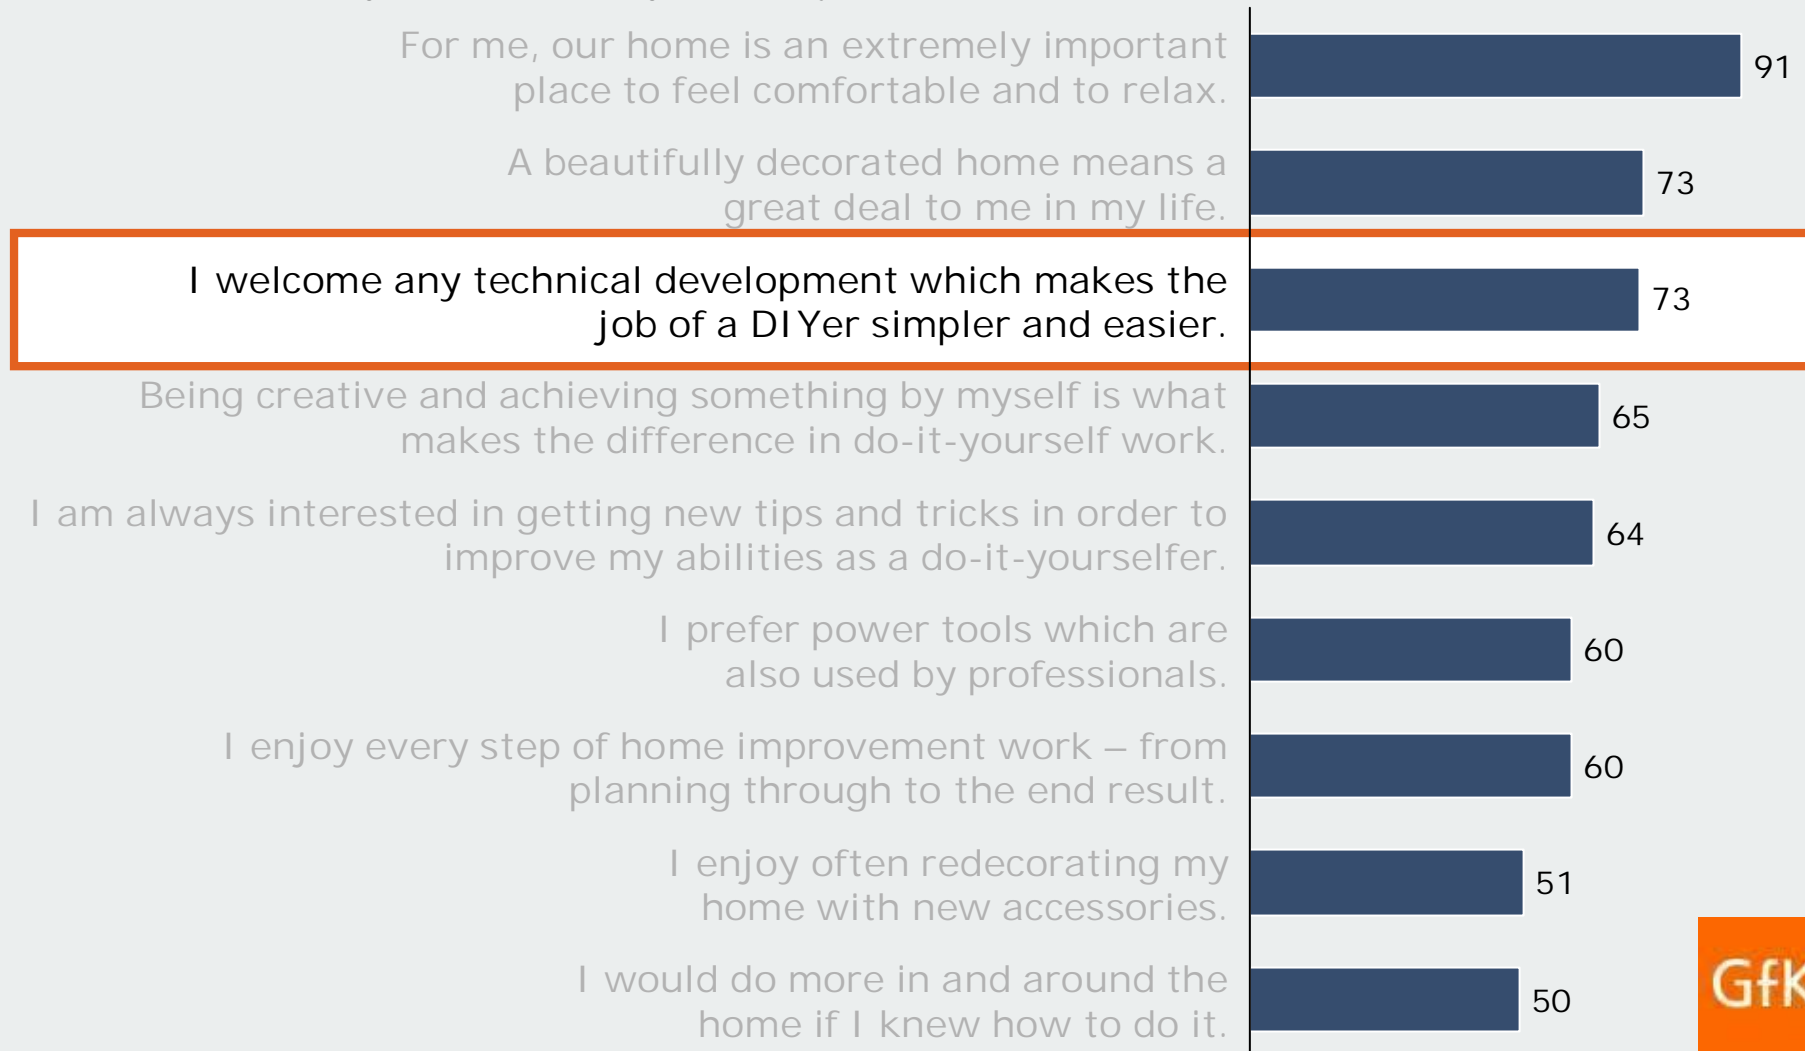 For me, our home is an extremely important
place to feel comfortable and to relax.
91
A beautifully decorated home means a
great deal to me in my life.
73
I welcome any technical development which makes the
job of a DIYer simpler and easier.
73
Being creative and achieving something by myself is what
makes the difference in do-it-yourself work.
65
I am always interested in getting new tips and tricks in order to
improve my abilities as a do-it-yourselfer.
64
I prefer power tools which are
also used by professionals.
60
I enjoy every step of home improvement work – from
planning through to the end result.
60
I enjoy often redecorating my
home with new accessories.
51
I would do more in and around the
home if I knew how to do it.
50
GfK